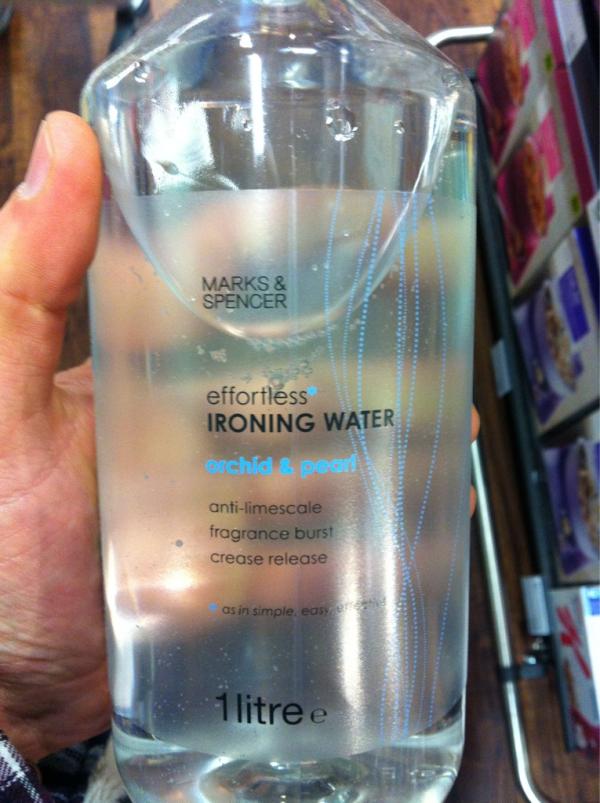 MARKS &
SPENCER
effortless*
IRONING WATER
orchid & pearl
anti-limescale
fragrance burst
crease release
* as in simple, easy, effective
1 litre e